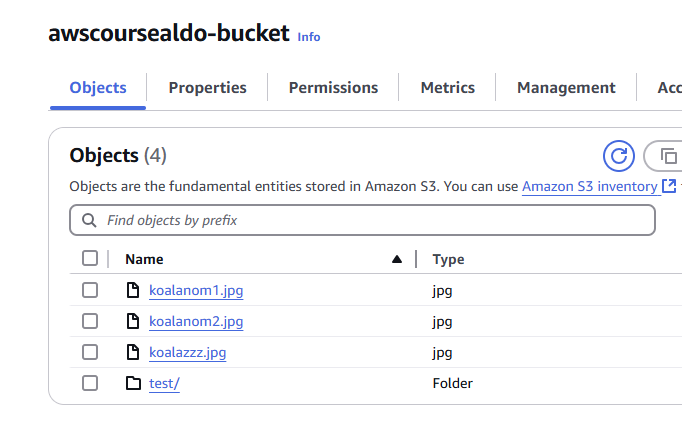 awscoursealdo-bucket Info
Objects Properties Permissions Metrics Management Acc
Objects (4)
Objects are the fundamental entities stored in Amazon S3. You can use Amazon S3 inventory
Find objects by prefix
Name Type
koalanom1.jpg jpg
koalanom2.jpg jpg
koalazzz.jpg jpg
test/ Folder